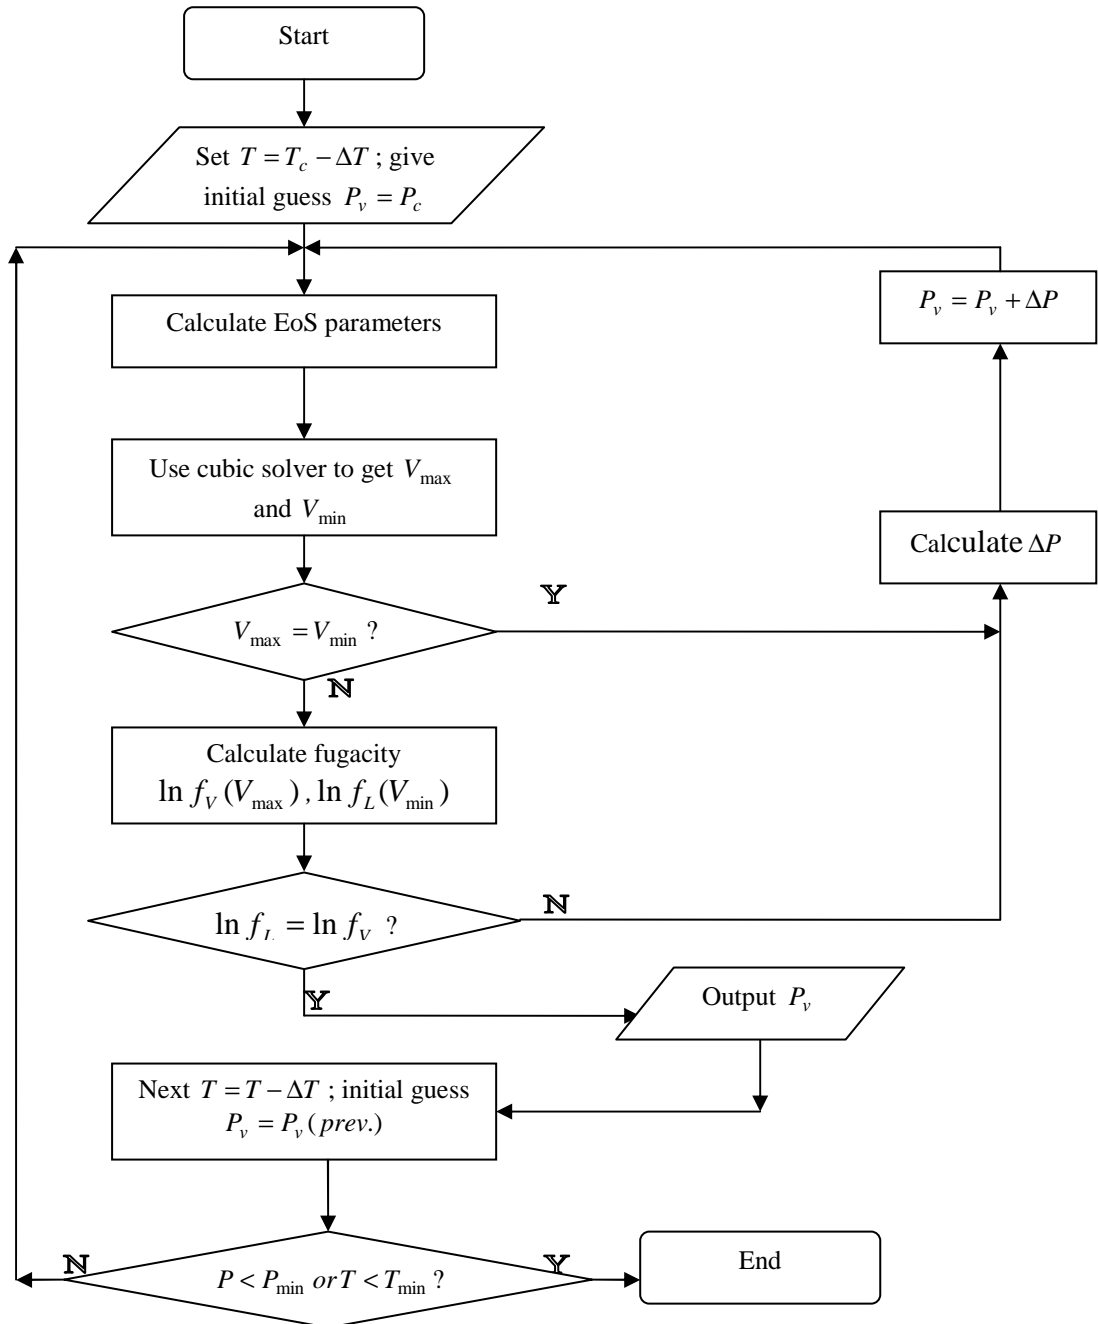 Start
Set T = T_c − ΔT ; give
initial guess P_v = P_c
Calculate EoS parameters
P_v = P_v + ΔP
Use cubic solver to get V_max
and V_min
Calculate ΔP
Y
V_max = V_min ?
N
Calculate fugacity
ln f_V (V_max) , ln f_L (V_min)
ln f_L = ln f_V ?
N
Y
Output P_v
Next T = T − ΔT ; initial guess
P_v = P_v ( prev.)
N
P < P_min or T < T_min ?
Y
End